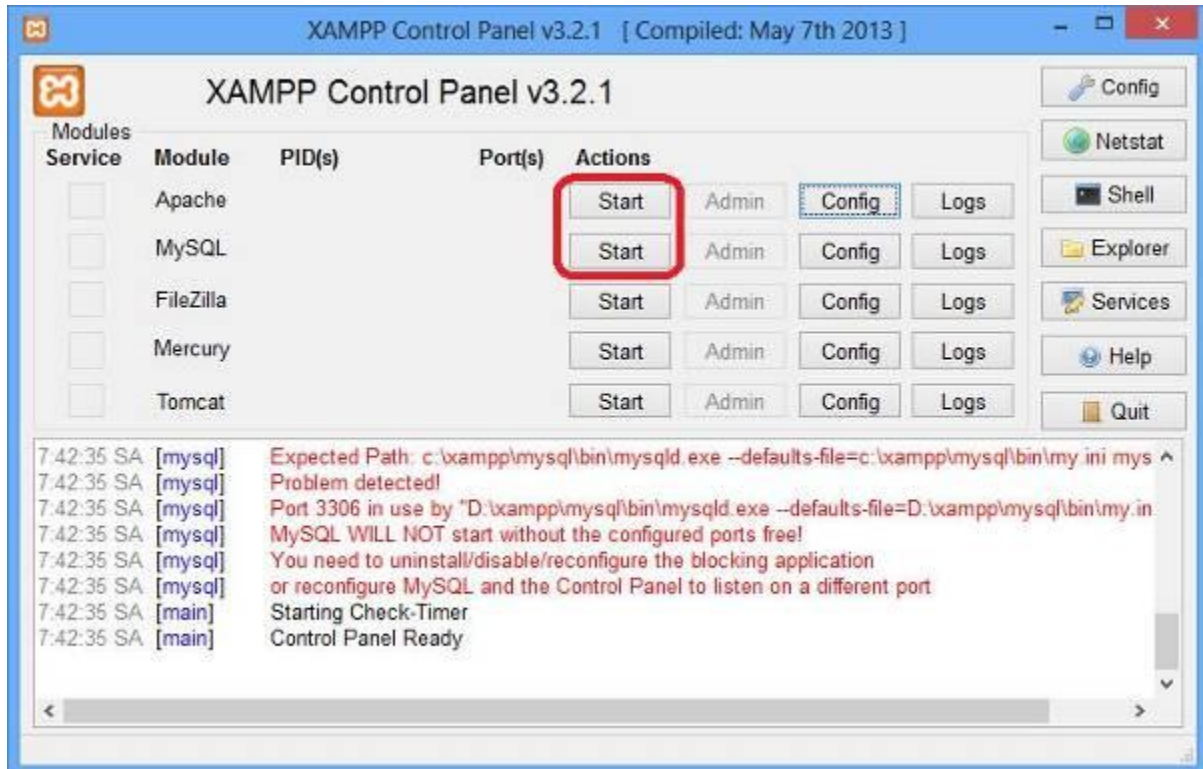 XAMPP Control Panel v3.2.1 [ Compiled: May 7th 2013 ]
XAMPP Control Panel v3.2.1
Config
Modules
Netstat
Service Module PID(s) Port(s) Actions
Apache Start Admin Config Logs
Shell
MySQL Start Admin Config Logs
Explorer
FileZilla Start Admin Config Logs
Services
Mercury Start Admin Config Logs
Help
Tomcat Start Admin Config Logs
Quit
7:42:35 SA [mysql] Expected Path: c:\xampp\mysql\bin\mysqld.exe --defaults-file=c:\xampp\mysql\bin\my.ini mys
7:42:35 SA [mysql] Problem detected!
7:42:35 SA [mysql] Port 3306 in use by "D:\xampp\mysql\bin\mysqld.exe --defaults-file=D:\xampp\mysql\bin\my.in
7:42:35 SA [mysql] MySQL WILL NOT start without the configured ports free!
7:42:35 SA [mysql] You need to uninstall/disable/reconfigure the blocking application
7:42:35 SA [mysql] or reconfigure MySQL and the Control Panel to listen on a different port
7:42:35 SA [main] Starting Check-Timer
7:42:35 SA [main] Control Panel Ready